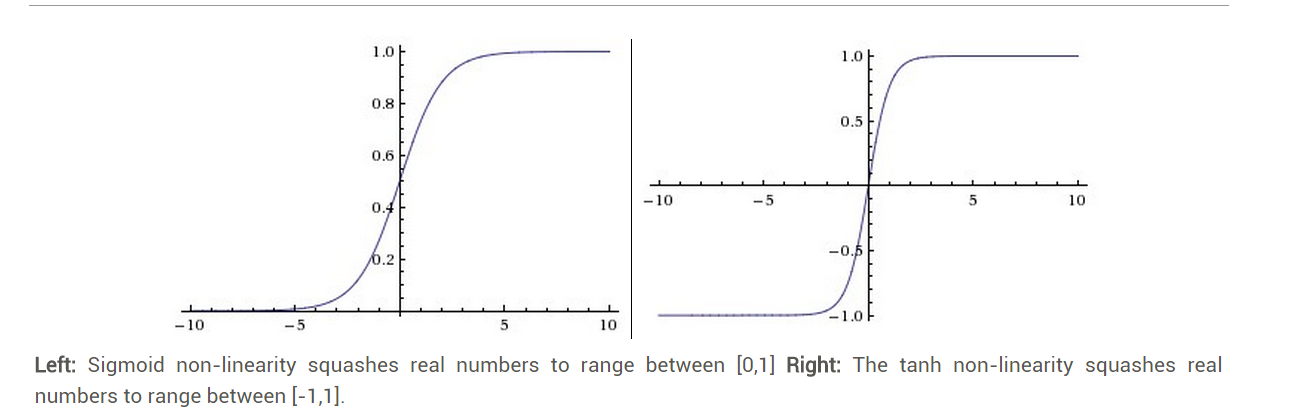 1.0
0.8
0.6
0.4
0.2
−10 −5 5 10
1.0
0.5
−10 −5 5 10
−0.5
−1.0
Left: Sigmoid non-linearity squashes real numbers to range between [0,1] Right: The tanh non-linearity squashes real
numbers to range between [-1,1].